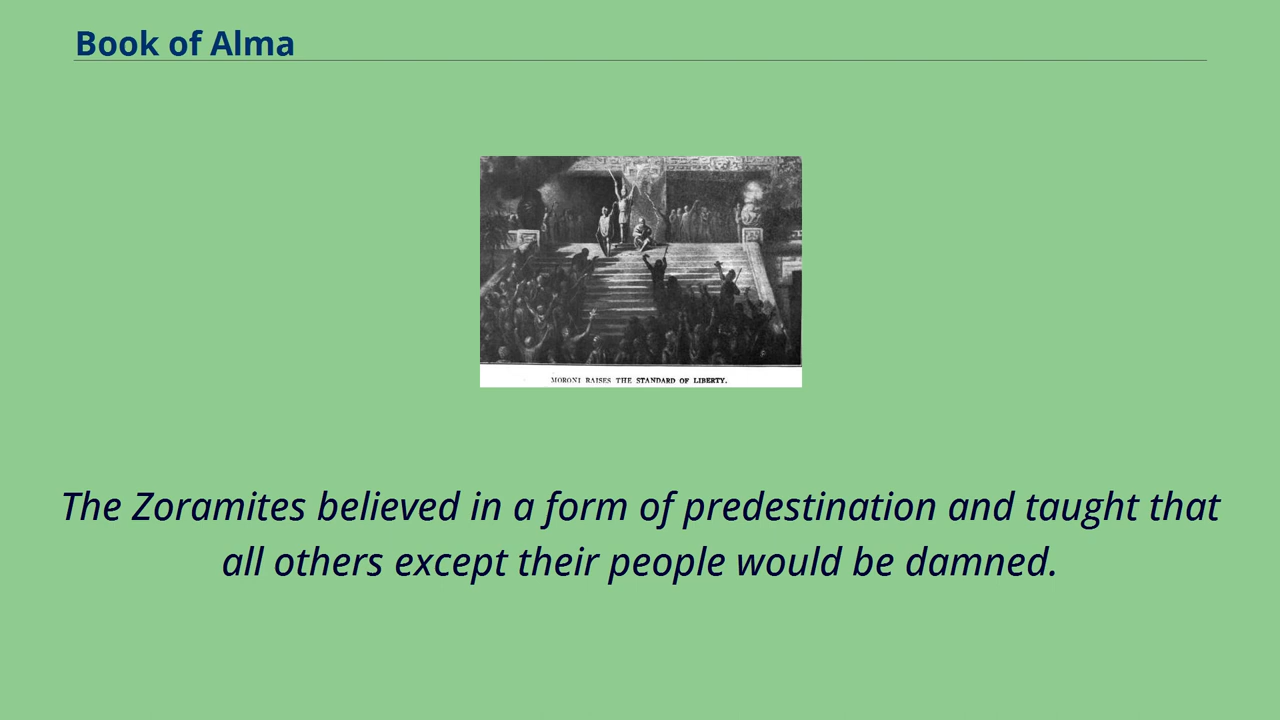 Book of Alma
MORONI RAISES THE STANDARD OF LIBERTY.
The Zoramites believed in a form of predestination and taught that
all others except their people would be damned.